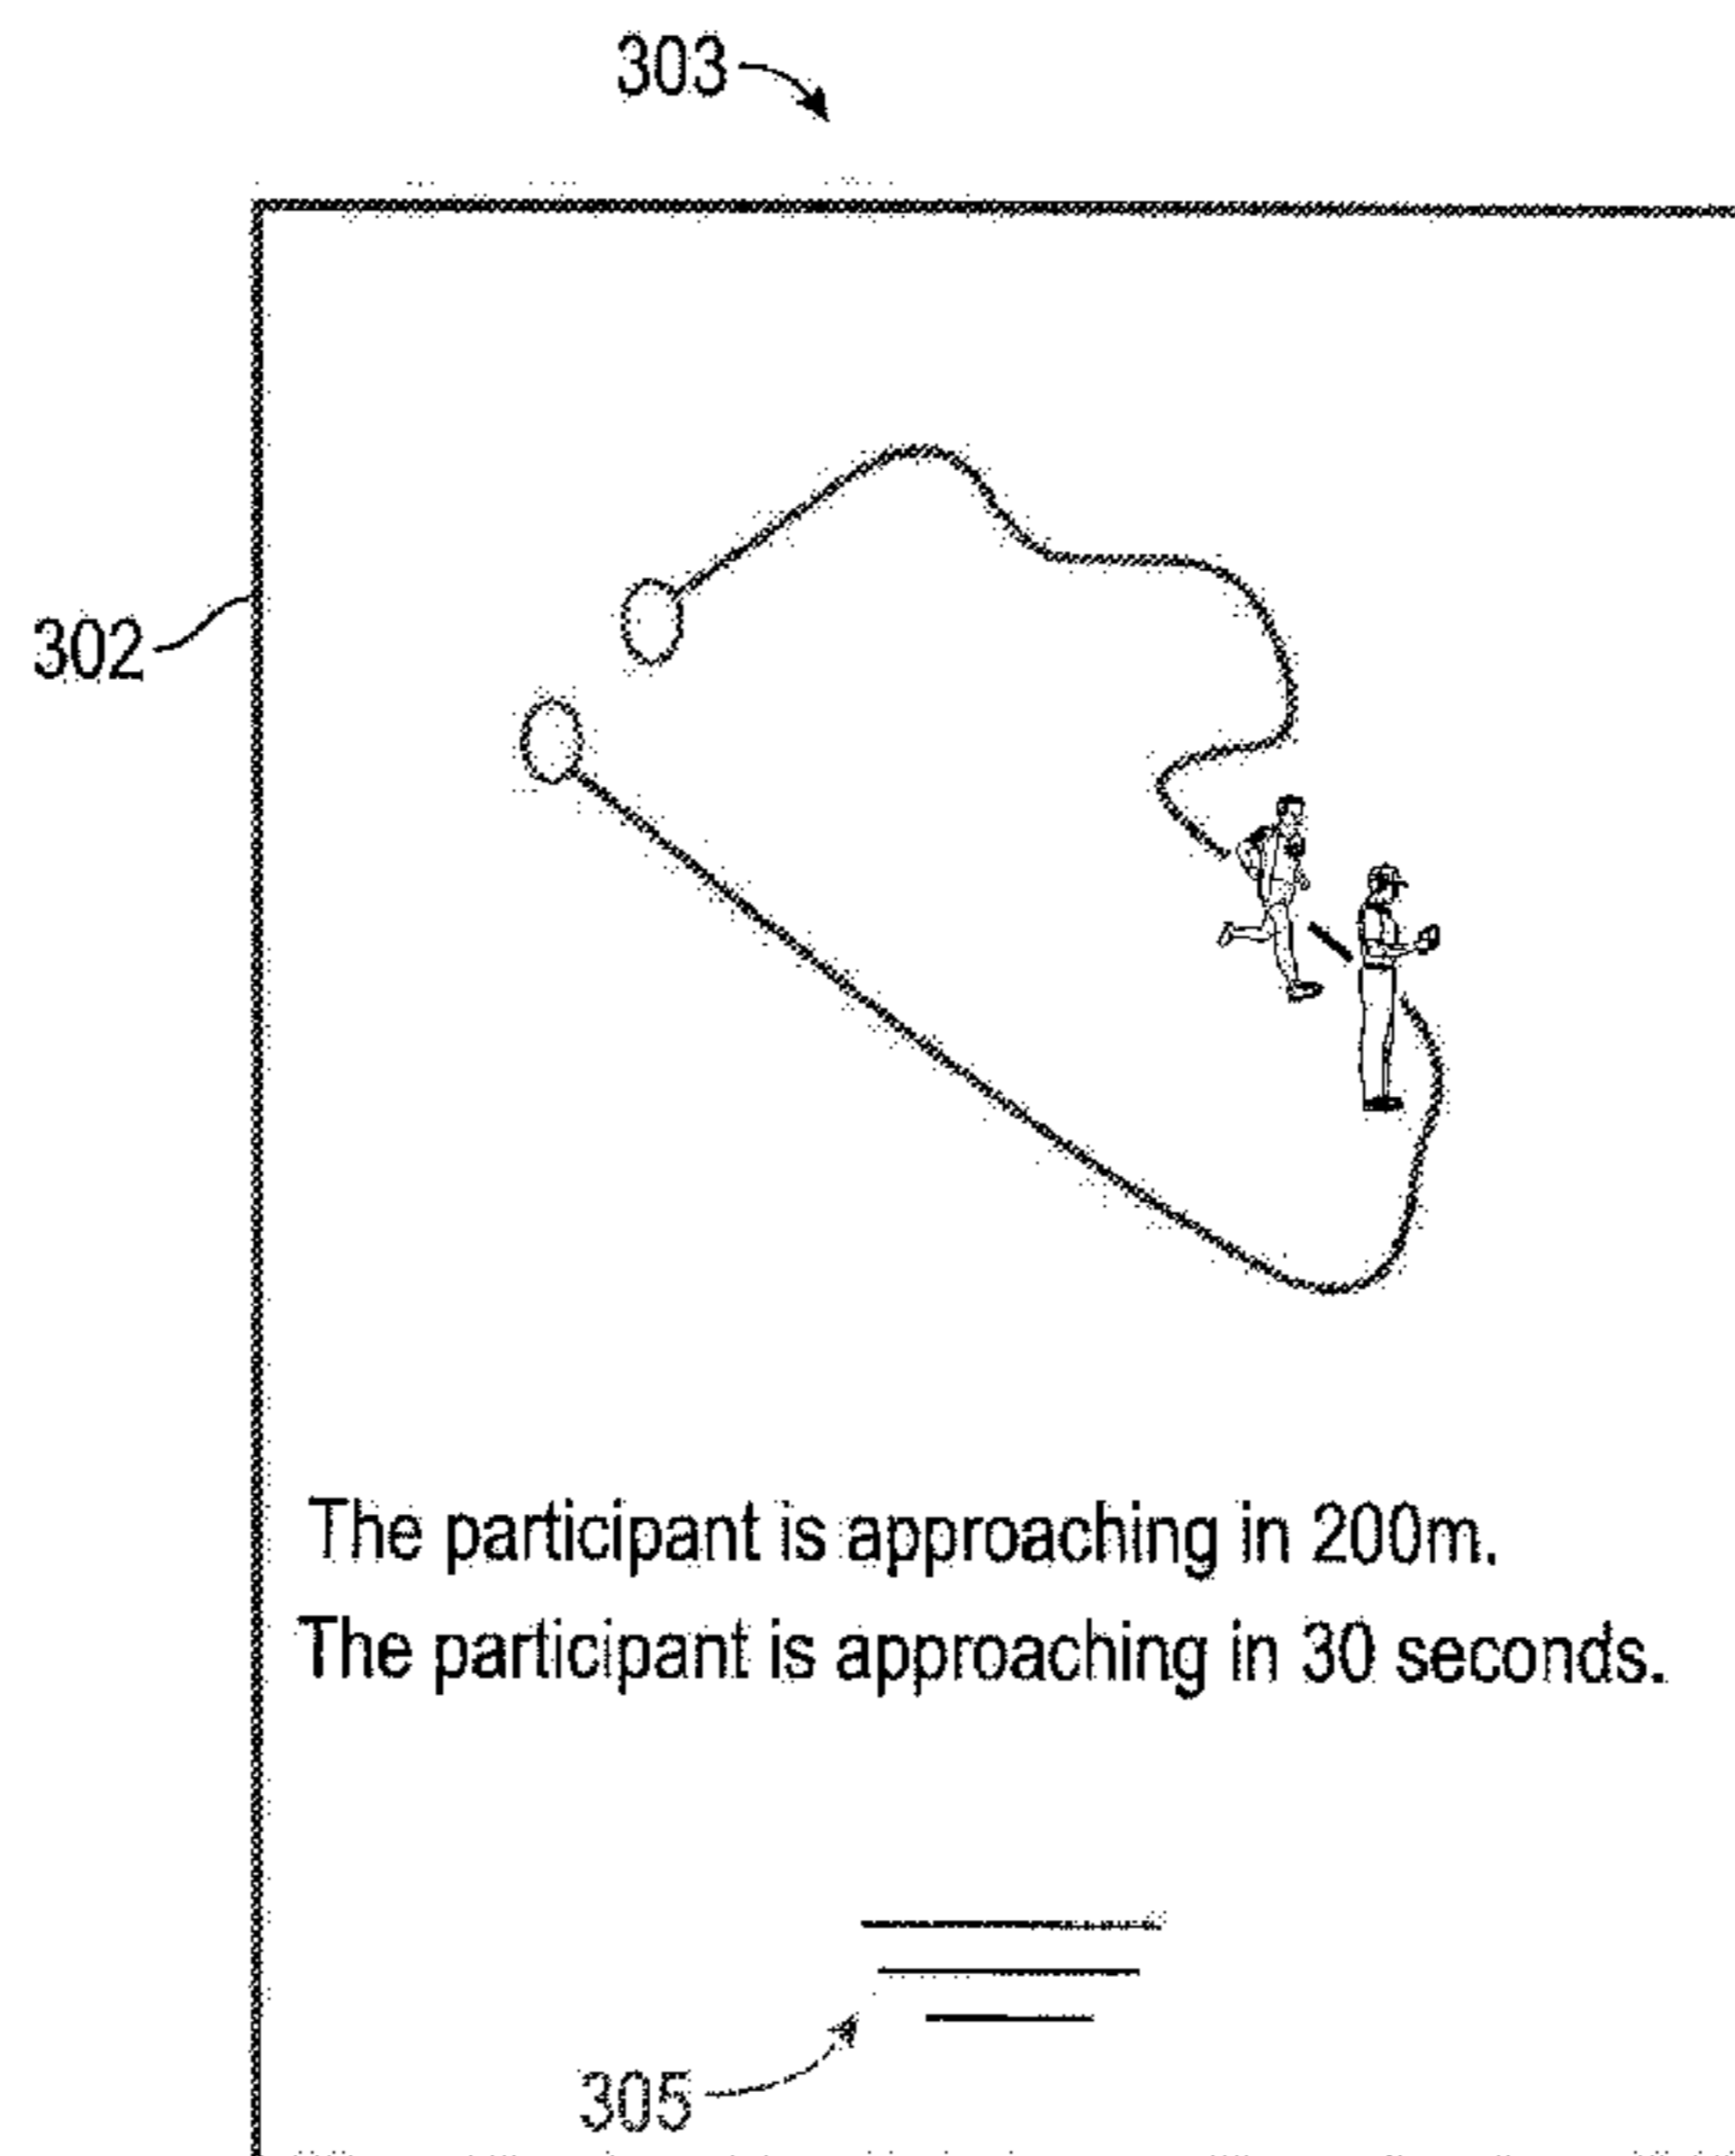 303
302
The participant is approaching in 200m.
The participant is approaching in 30 seconds.
305